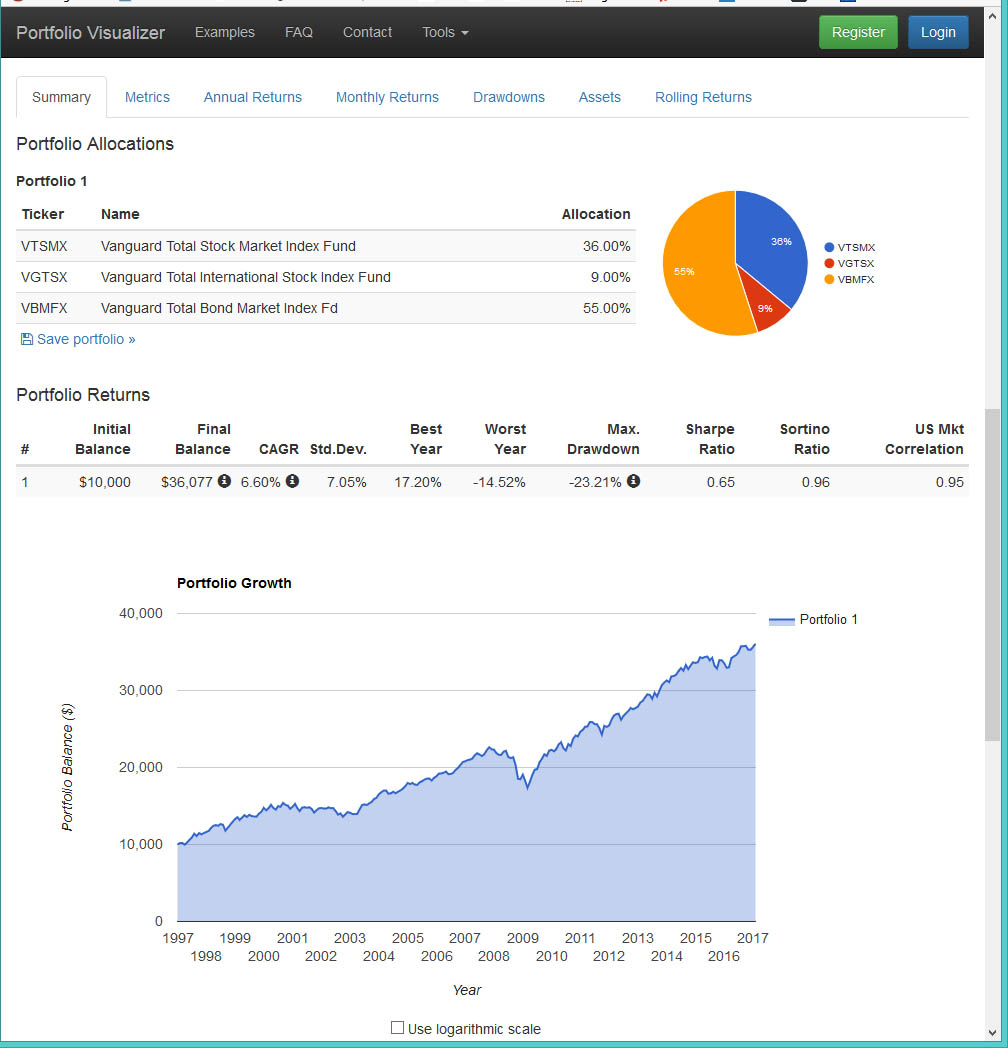 Portfolio Visualizer Examples FAQ Contact Tools Register Login
Summary Metrics Annual Returns Monthly Returns Drawdowns Assets Rolling Returns
Portfolio Allocations
Portfolio 1
Ticker Name Allocation
VTSMX Vanguard Total Stock Market Index Fund 36.00%
VGTSX Vanguard Total International Stock Index Fund 9.00%
VBMFX Vanguard Total Bond Market Index Fd 55.00%
Save portfolio »
36%
55%
9%
VTSMX
VGTSX
VBMFX
Portfolio Returns
# Initial Balance Final Balance CAGR Std.Dev. Best Year Worst Year Max. Drawdown Sharpe Ratio Sortino Ratio US Mkt Correlation
1 $10,000 $36,077 6.60% 7.05% 17.20% -14.52% -23.21% 0.65 0.96 0.95
Portfolio Growth
Portfolio 1
40,000
30,000
20,000
10,000
0
Portfolio Balance ($)
1997 1999 2001 2003 2005 2007 2009 2011 2013 2015 2017
1998 2000 2002 2004 2006 2008 2010 2012 2014 2016
Year
Use logarithmic scale